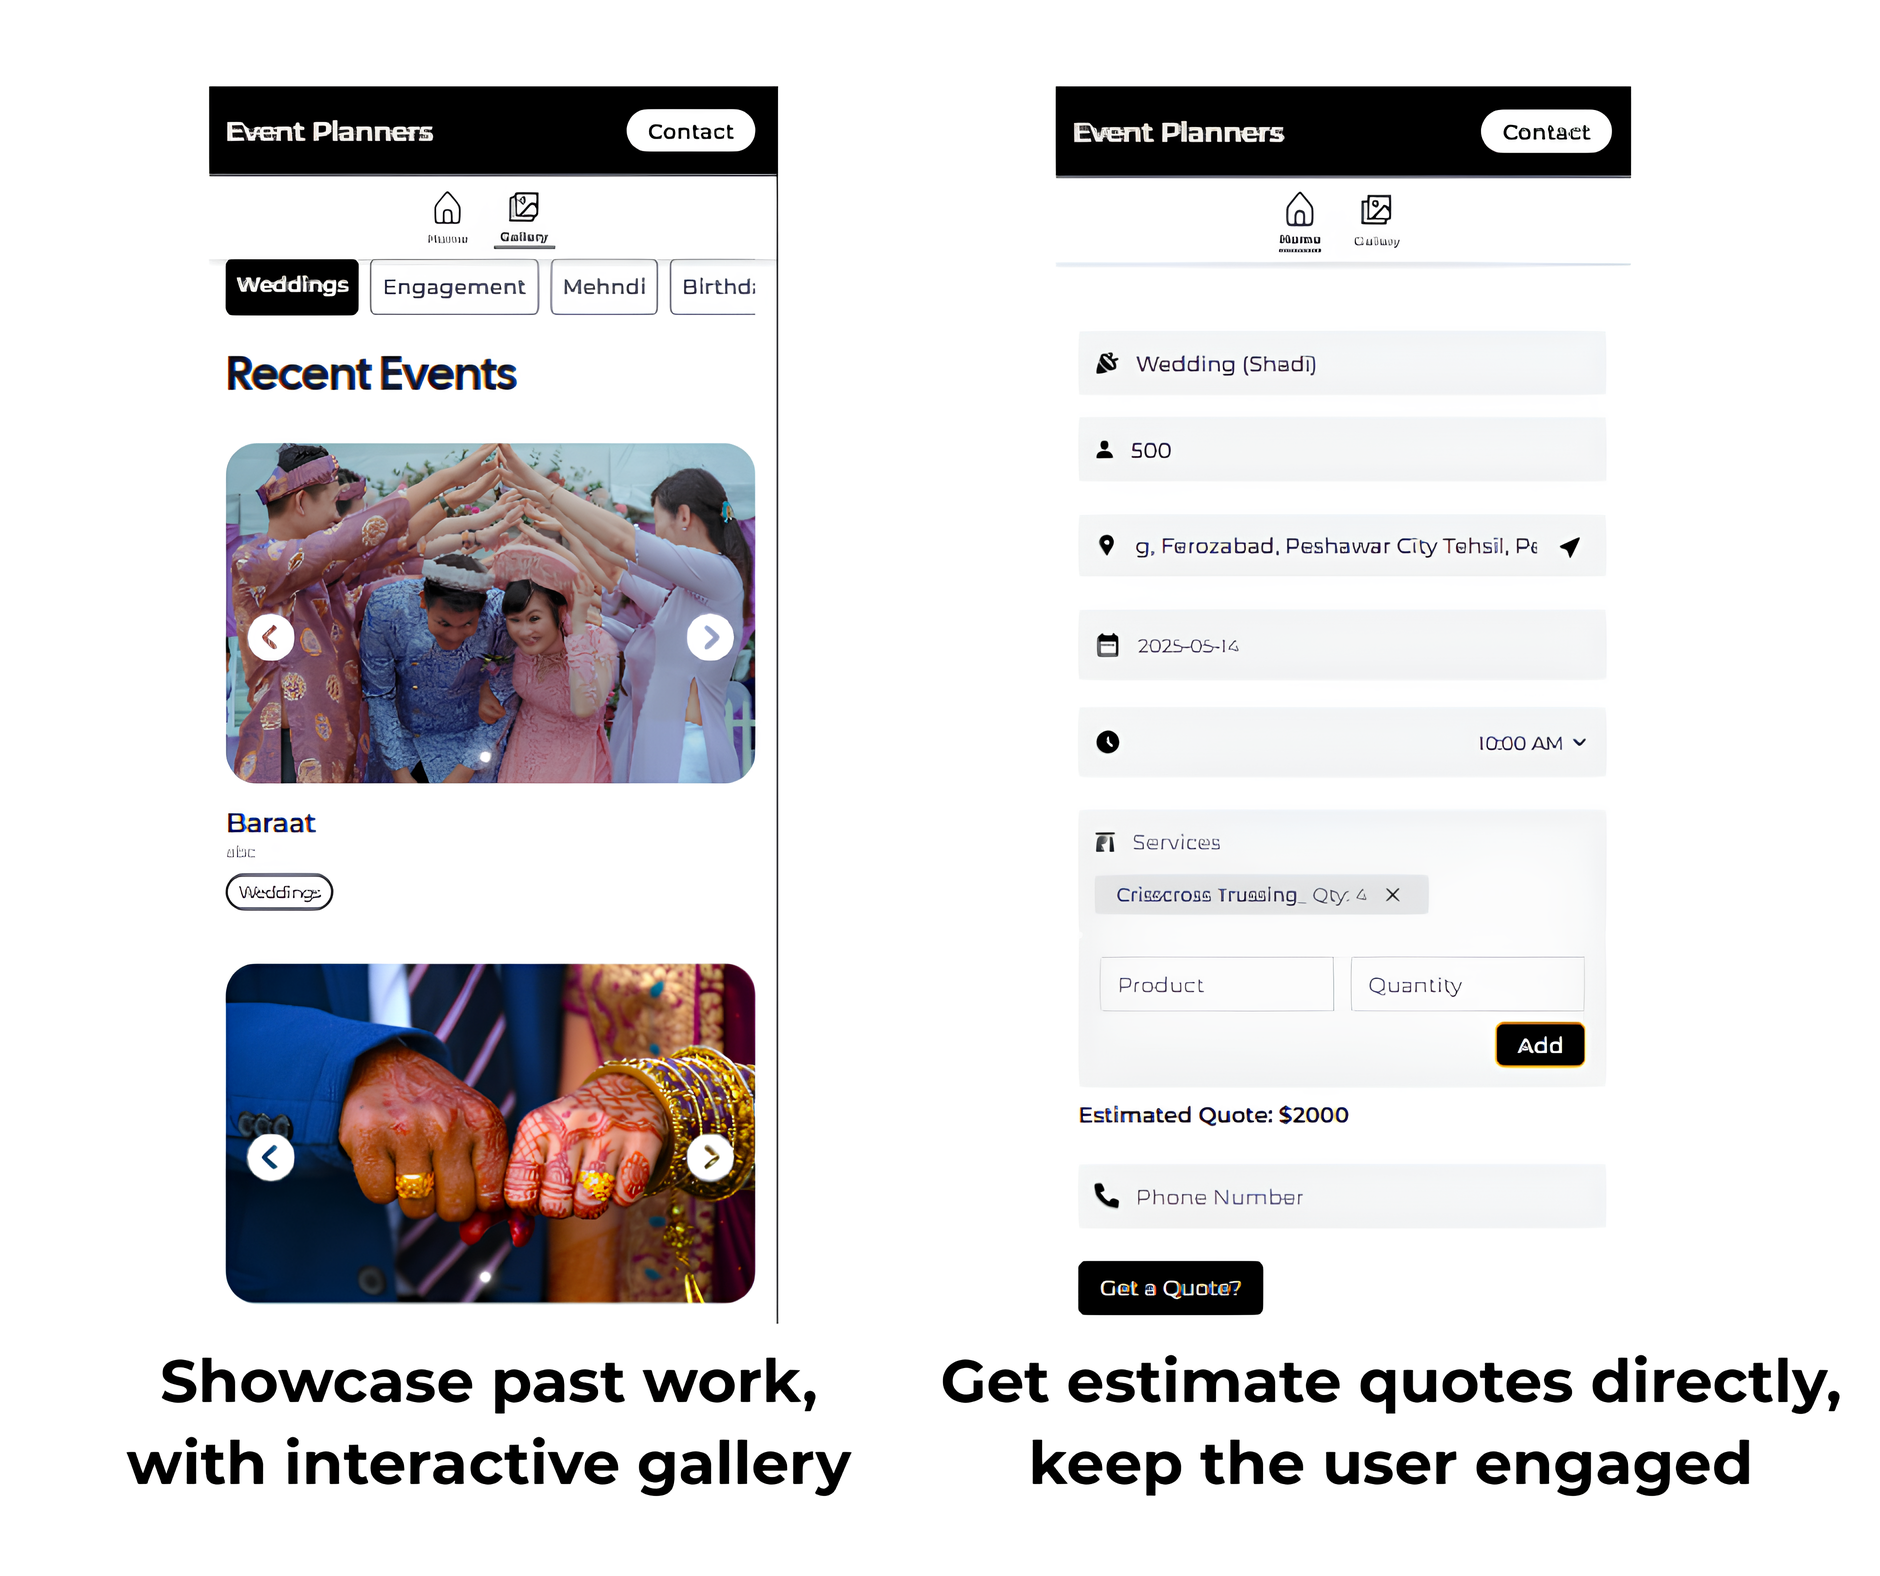 Event Planners
Contact
Gallery
Weddings
Engagement
Mehndi
Birthda
Recent Events
Baraat
abc
Weddings
Showcase past work,
with interactive gallery
Event Planners
Contact
Home
Gallery
Wedding (Shadi)
500
g, Ferozabad, Peshawar City Tehsil, Pe
2025-05-14
10:00 AM
Services
Crisscross Trussing_ Qty: 4
Product
Quantity
Add
Estimated Quote: $2000
Phone Number
Get a Quote?
Get estimate quotes directly,
keep the user engaged